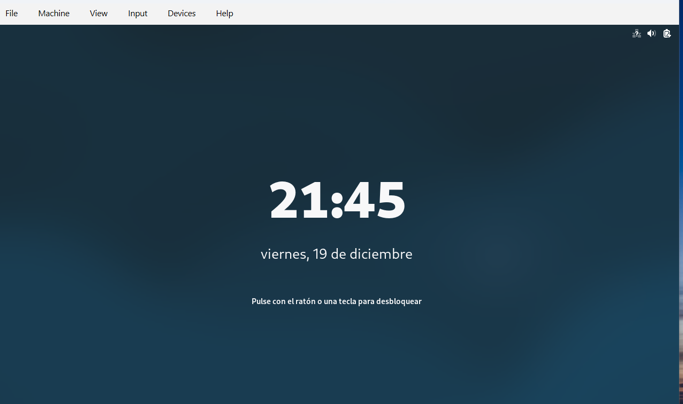 File Machine View Input Devices Help
21:45
viernes, 19 de diciembre
Pulse con el ratón o una tecla para desbloquear